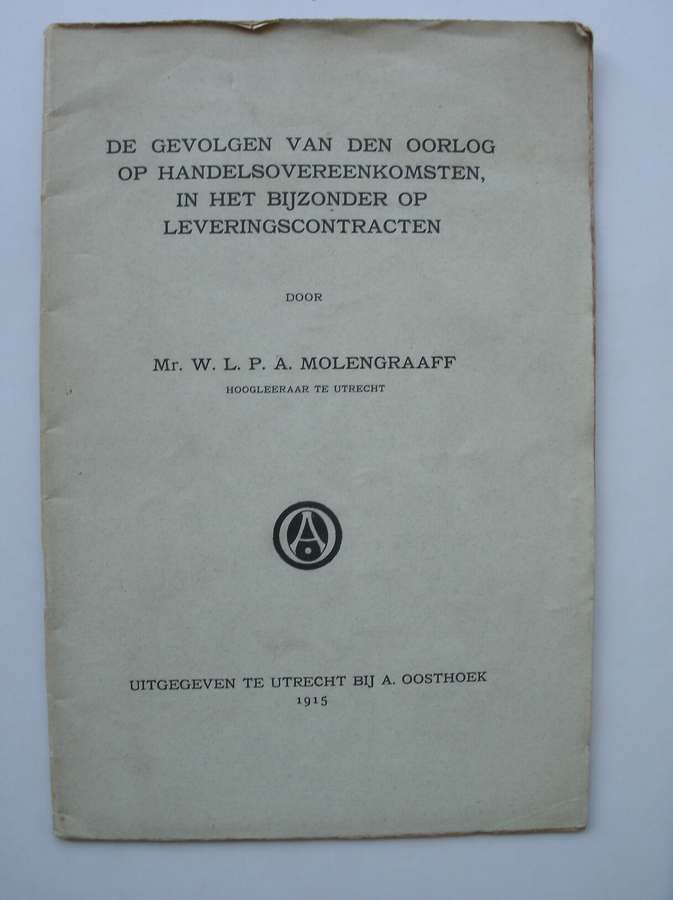 DE GEVOLGEN VAN DEN OORLOG
OP HANDELSOVEREENKOMSTEN,
IN HET BIJZONDER OP
LEVERINGSCONTRACTEN
DOOR
Mr. W. L. P. A. MOLENGRAAFF
HOOGLEERAAR TE UTRECHT
OA
UITGEGEVEN TE UTRECHT BIJ A. OOSTHOEK
1915